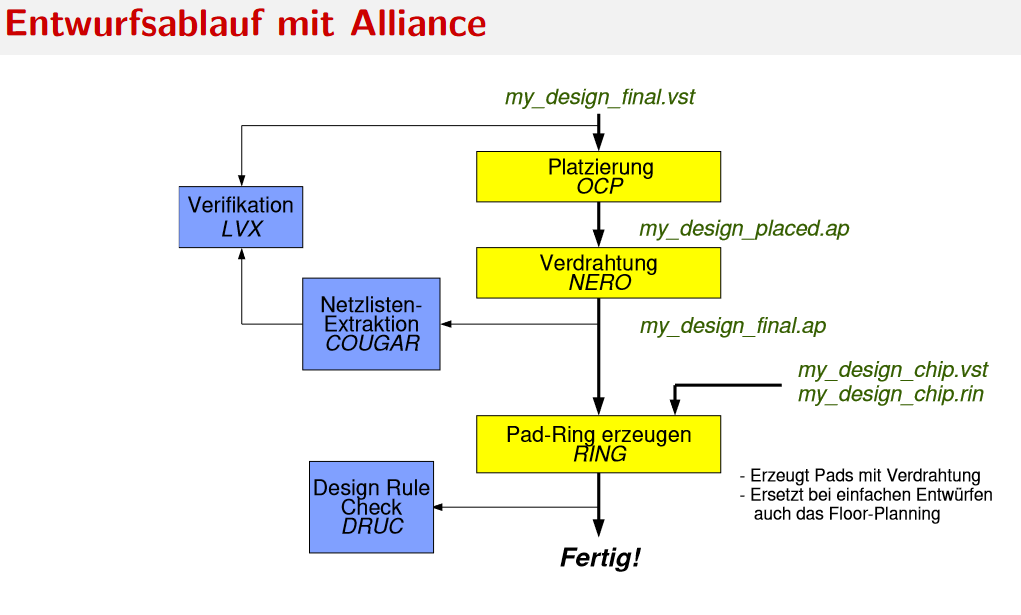 Entwurfsablauf mit Alliance
my_design_final.vst
Platzierung
OCP
Verifikation
LVX
my_design_placed.ap
Verdrahtung
NERO
Netzlisten-
Extraktion
COUGAR
my_design_final.ap
my_design_chip.vst
my_design_chip.rin
Pad-Ring erzeugen
RING
- Erzeugt Pads mit Verdrahtung
- Ersetzt bei einfachen Entwürfen
auch das Floor-Planning
Design Rule
Check
DRUC
Fertig!